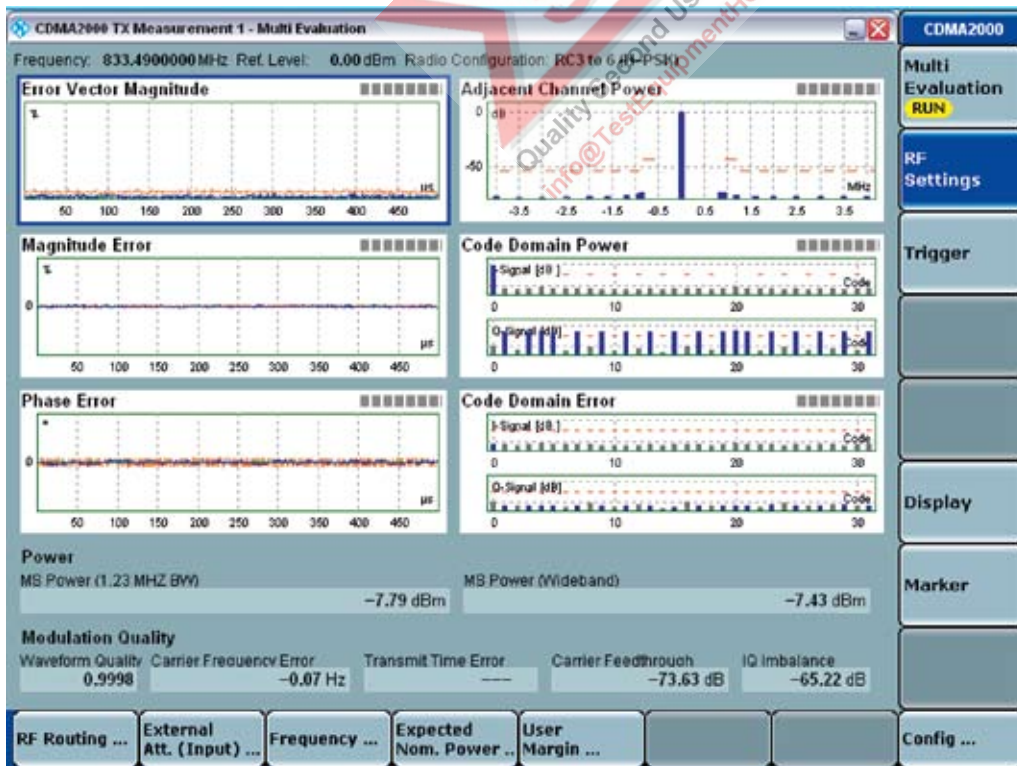 CDMA2000 TX Measurement 1 - Multi Evaluation
CDMA2000
Frequency: 833.4900000 MHz Ref. Level: 0.00 dBm Radio Configuration: RC3 to 6
Multi
Evaluation
RUN
RF
Settings
Trigger
Display
Marker
Config ...
Error Vector Magnitude
%
µs
50 100 150 200 250 300 350 400 450
Adjacent Channel Power
0 dB
-50
MHz
-3.5 -2.5 -1.5 -0.5 0.5 1.5 2.5 3.5
Magnitude Error
%
0
µs
50 100 150 200 250 300 350 400 450
Code Domain Power
I-Signal [dB]
Code
0 10 20 30
Q-Signal [dB]
Code
0 10 20 30
Phase Error
°
0
µs
50 100 150 200 250 300 350 400 450
Code Domain Error
I-Signal [dB]
Code
0 10 20 30
Q-Signal [dB]
Code
0 10 20 30
Power
MS Power (1.23 MHZ BW)
−7.79 dBm
MS Power (Wideband)
−7.43 dBm
Modulation Quality
Waveform Quality Carrier Frequency Error Transmit Time Error Carrier Feedthrough IQ Imbalance
0.9998 −0.07 Hz --- −73.63 dB −65.22 dB
RF Routing ...
External
Att. (Input) ...
Frequency ...
Expected
Nom. Power ..
User
Margin ...
Quality Second